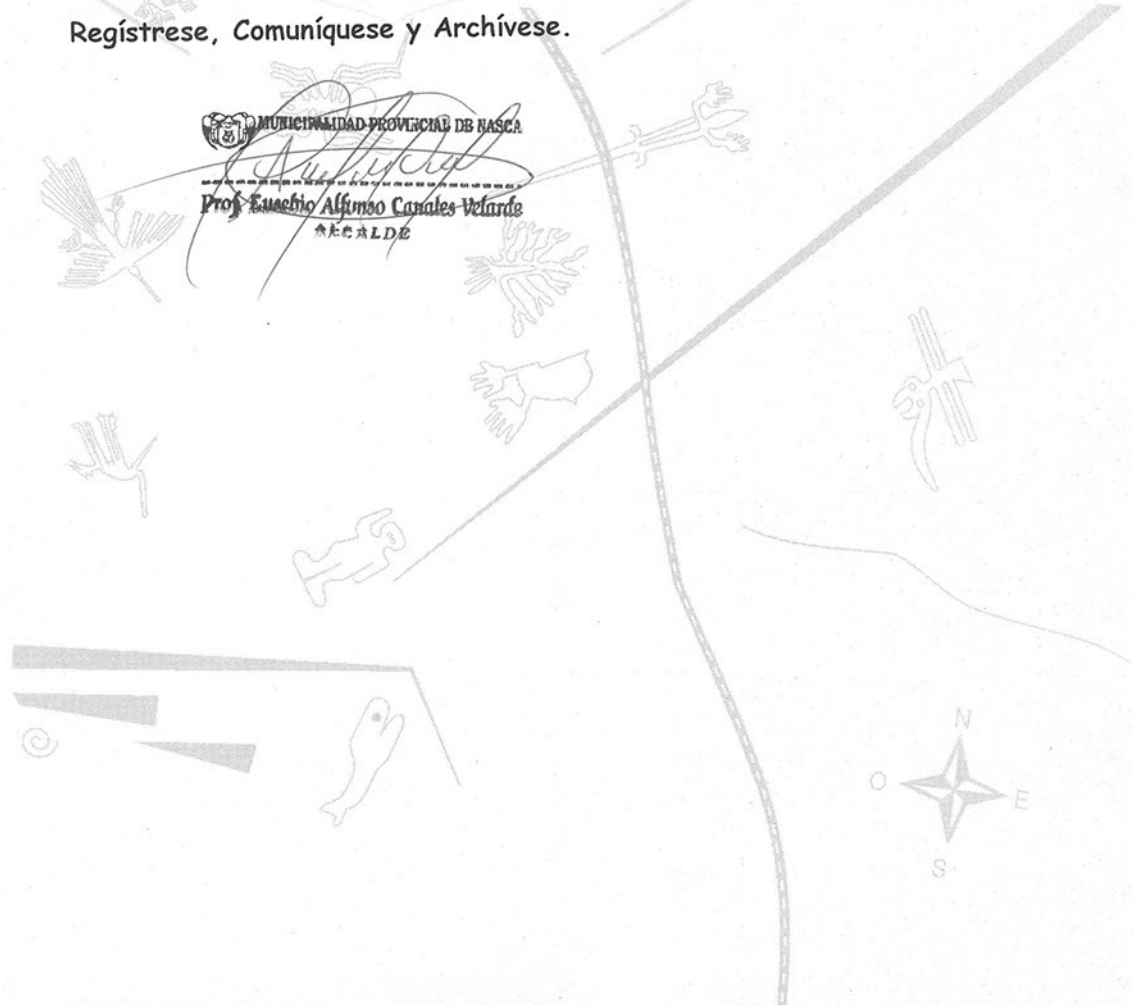 Regístrese, Comuníquese y Archívese.
MUNICIPALIDAD PROVINCIAL DE NASCA
Prof. Eusebio Alfonso Canales Velarde
ALCALDE
N
O
E
S